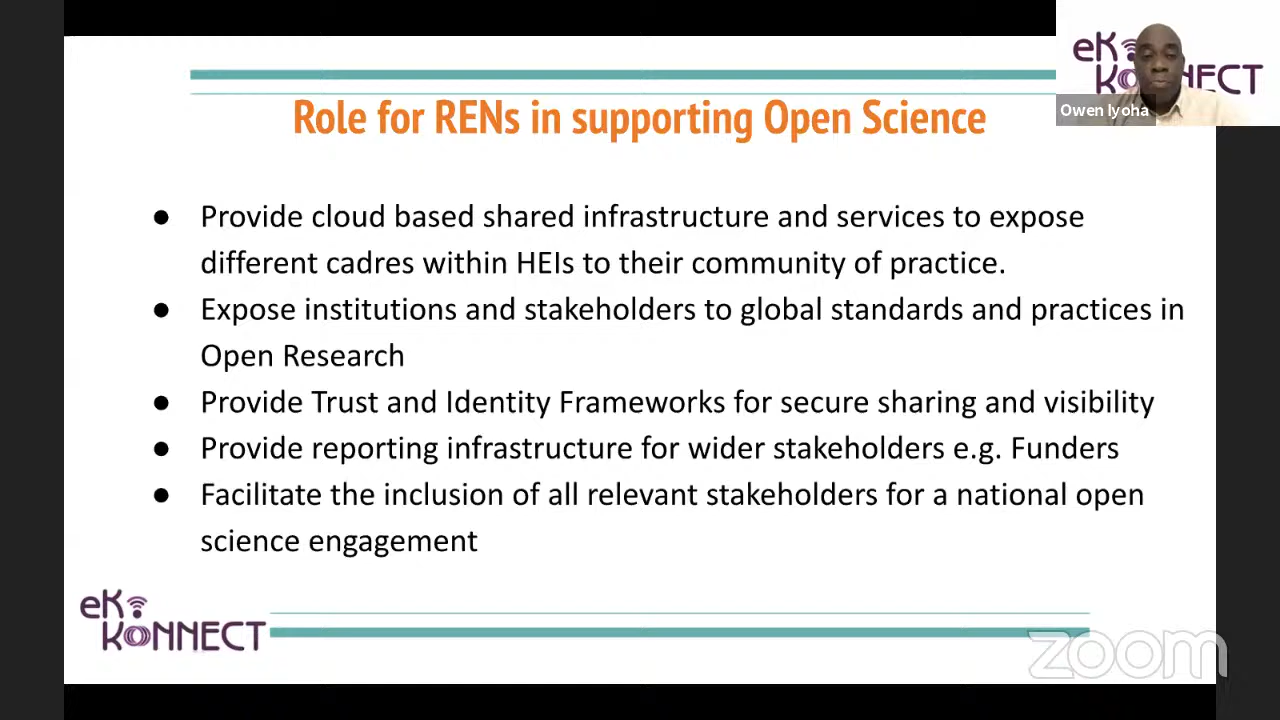 eK
KONNECT
Owen Iyoha
Role for RENs in supporting Open Science
● Provide cloud based shared infrastructure and services to expose
different cadres within HEIs to their community of practice.
● Expose institutions and stakeholders to global standards and practices in
Open Research
● Provide Trust and Identity Frameworks for secure sharing and visibility
● Provide reporting infrastructure for wider stakeholders e.g. Funders
● Facilitate the inclusion of all relevant stakeholders for a national open
science engagement
eK
KONNECT
zoom